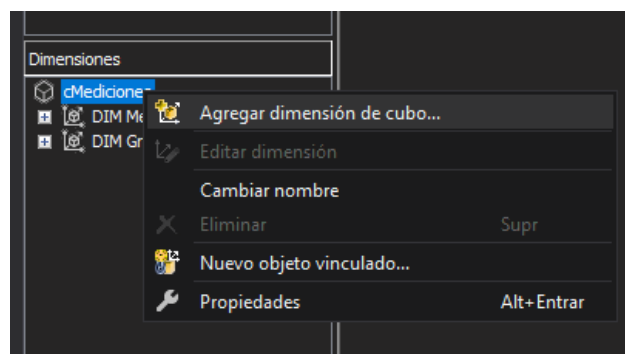 Dimensiones
cMediciones
DIM Me
DIM Gr
Agregar dimensión de cubo...
Editar dimensión
Cambiar nombre
Eliminar Supr
Nuevo objeto vinculado...
Propiedades Alt+Entrar